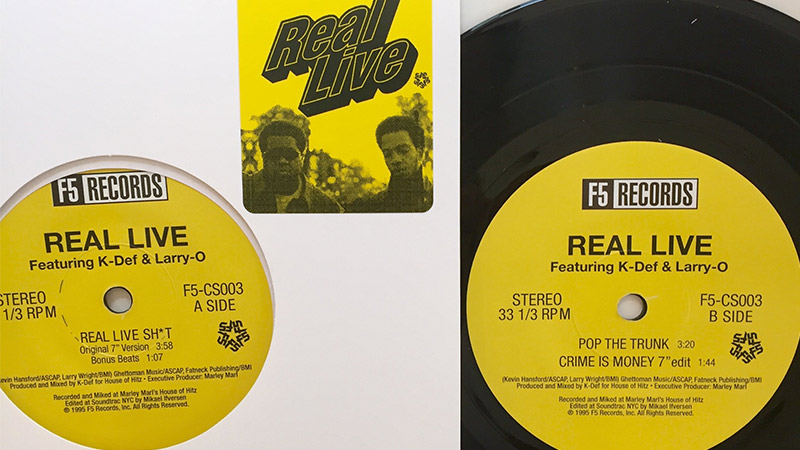 Real
Live
F5 RECORDS
REAL LIVE
Featuring K-Def & Larry-O
STEREO
1/3 RPM
F5-CS003
A SIDE
REAL LIVE SH*T
Original 7" Version 3:58
Bonus Beats 1:07
(Kevin Hansford/ASCAP, Larry Wright/BMI) Ghettoman Music/ASCAP, Fatneck Publishing/BMI
Produced and Mixed by K-Def for House of Hitz • Executive Producer: Marley Marl
Recorded and Miked at Marley Marl's House of Hitz
Edited at Soundtrac NYC by Mikael Ifversen
© 1995 F5 Records, Inc. All Rights Reserved.
F5 RECORDS
REAL LIVE
Featuring K-Def & Larry-O
STEREO
33 1/3 RPM
F5-CS003
B SIDE
POP THE TRUNK 3:20
CRIME IS MONEY 7"edit 1:44
(Kevin Hansford/ASCAP, Larry Wright/BMI) Ghettoman Music/ASCAP, Fatneck Publishing/BMI
Produced and Mixed by K-Def for House of Hitz • Executive Producer: Marley Marl
Recorded and Miked at Marley Marl's House of Hitz
Edited at Soundtrac NYC by Mikael Ifversen
© 1995 F5 Records, Inc. All Rights Reserved.